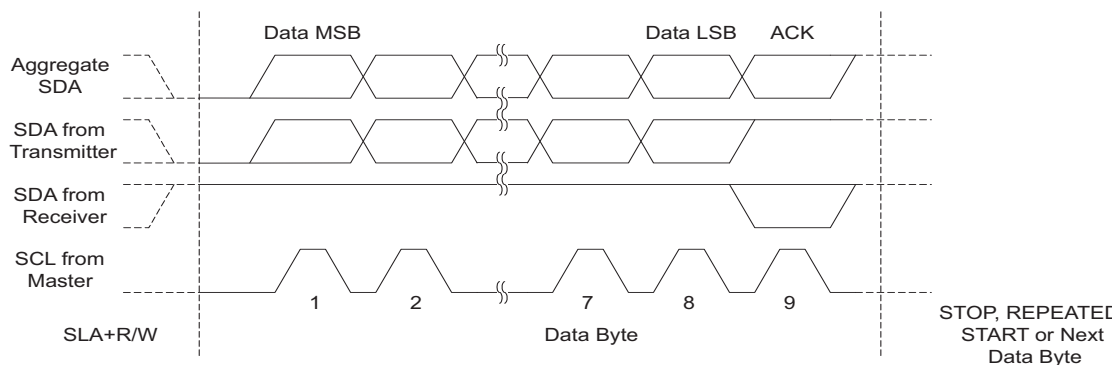 Data MSB
Data LSB
ACK
Aggregate
SDA
SDA from
Transmitter
SDA from
Receiver
SCL from
Master
1
2
7
8
9
SLA+R/W
Data Byte
STOP, REPEATED
START or Next
Data Byte